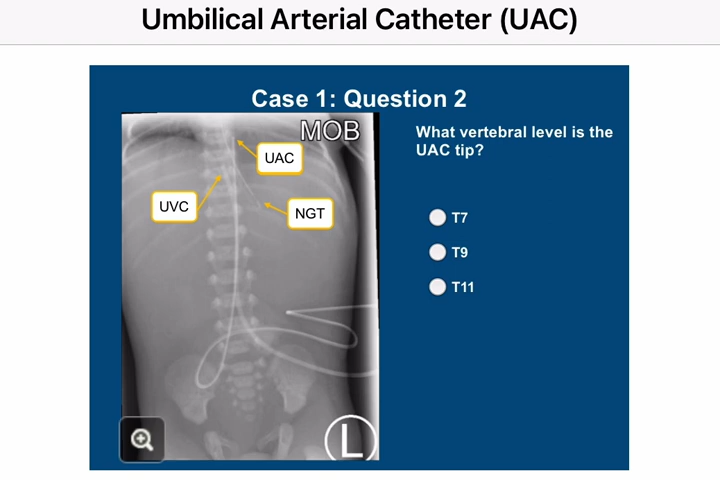 Umbilical Arterial Catheter (UAC)
Case 1: Question 2
MOB
UAC
UVC
NGT
L
What vertebral level is the
UAC tip?
T7
T9
T11